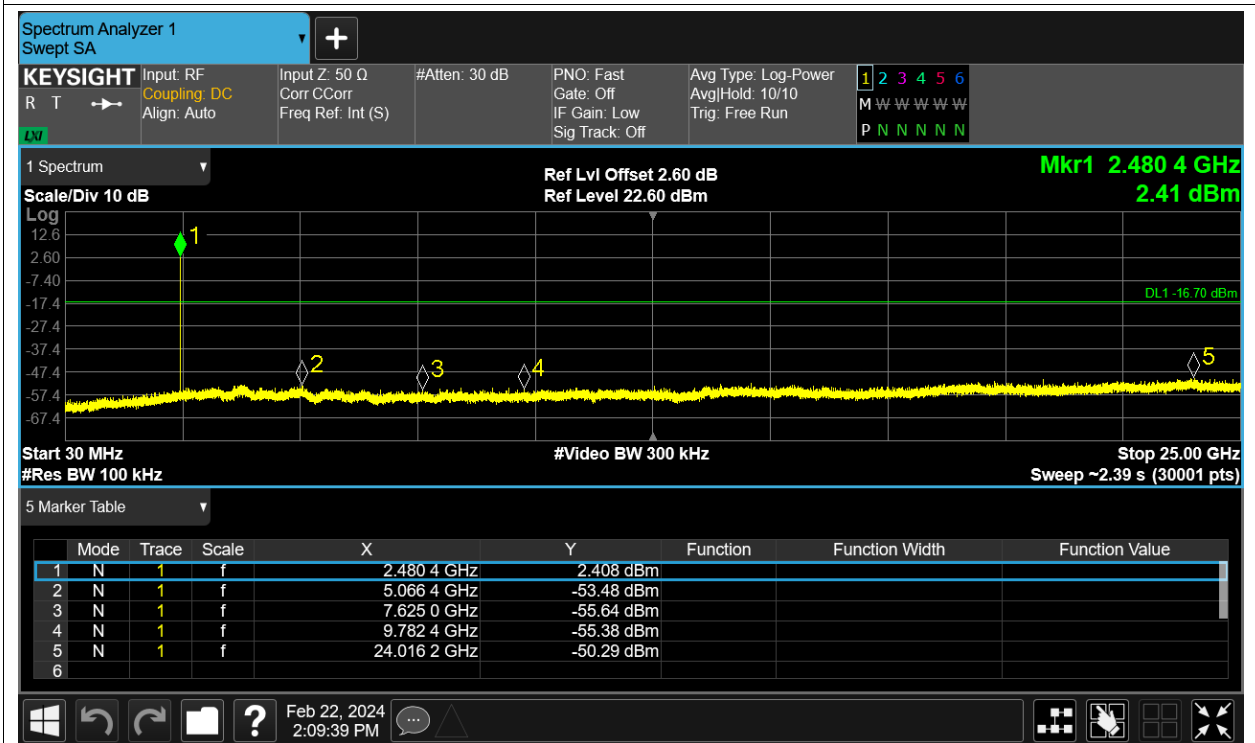 Spectrum Analyzer 1
Swept SA
KEYSIGHT
R T
LXI
Input: RF
Coupling: DC
Align: Auto
Input Z: 50 Ω
Corr CCorr
Freq Ref: Int (S)
#Atten: 30 dB
PNO: Fast
Gate: Off
IF Gain: Low
Sig Track: Off
Avg Type: Log-Power
Avg|Hold: 10/10
Trig: Free Run
1 2 3 4 5 6
M W W W W W
P N N N N N
1 Spectrum
Scale/Div 10 dB
Ref Lvl Offset 2.60 dB
Ref Level 22.60 dBm
Mkr1 2.480 4 GHz
2.41 dBm
Log
12.6
2.60
-7.40
-17.4
-27.4
-37.4
-47.4
-57.4
-67.4
1
2
3
4
5
DL1 -16.70 dBm
Start 30 MHz
#Res BW 100 kHz
#Video BW 300 kHz
Stop 25.00 GHz
Sweep ~2.39 s (30001 pts)
5 Marker Table
Mode Trace Scale X Y Function Function Width Function Value
1 N 1 f 2.480 4 GHz 2.408 dBm
2 N 1 f 5.066 4 GHz -53.48 dBm
3 N 1 f 7.625 0 GHz -55.64 dBm
4 N 1 f 9.782 4 GHz -55.38 dBm
5 N 1 f 24.016 2 GHz -50.29 dBm
6
?
Feb 22, 2024
2:09:39 PM